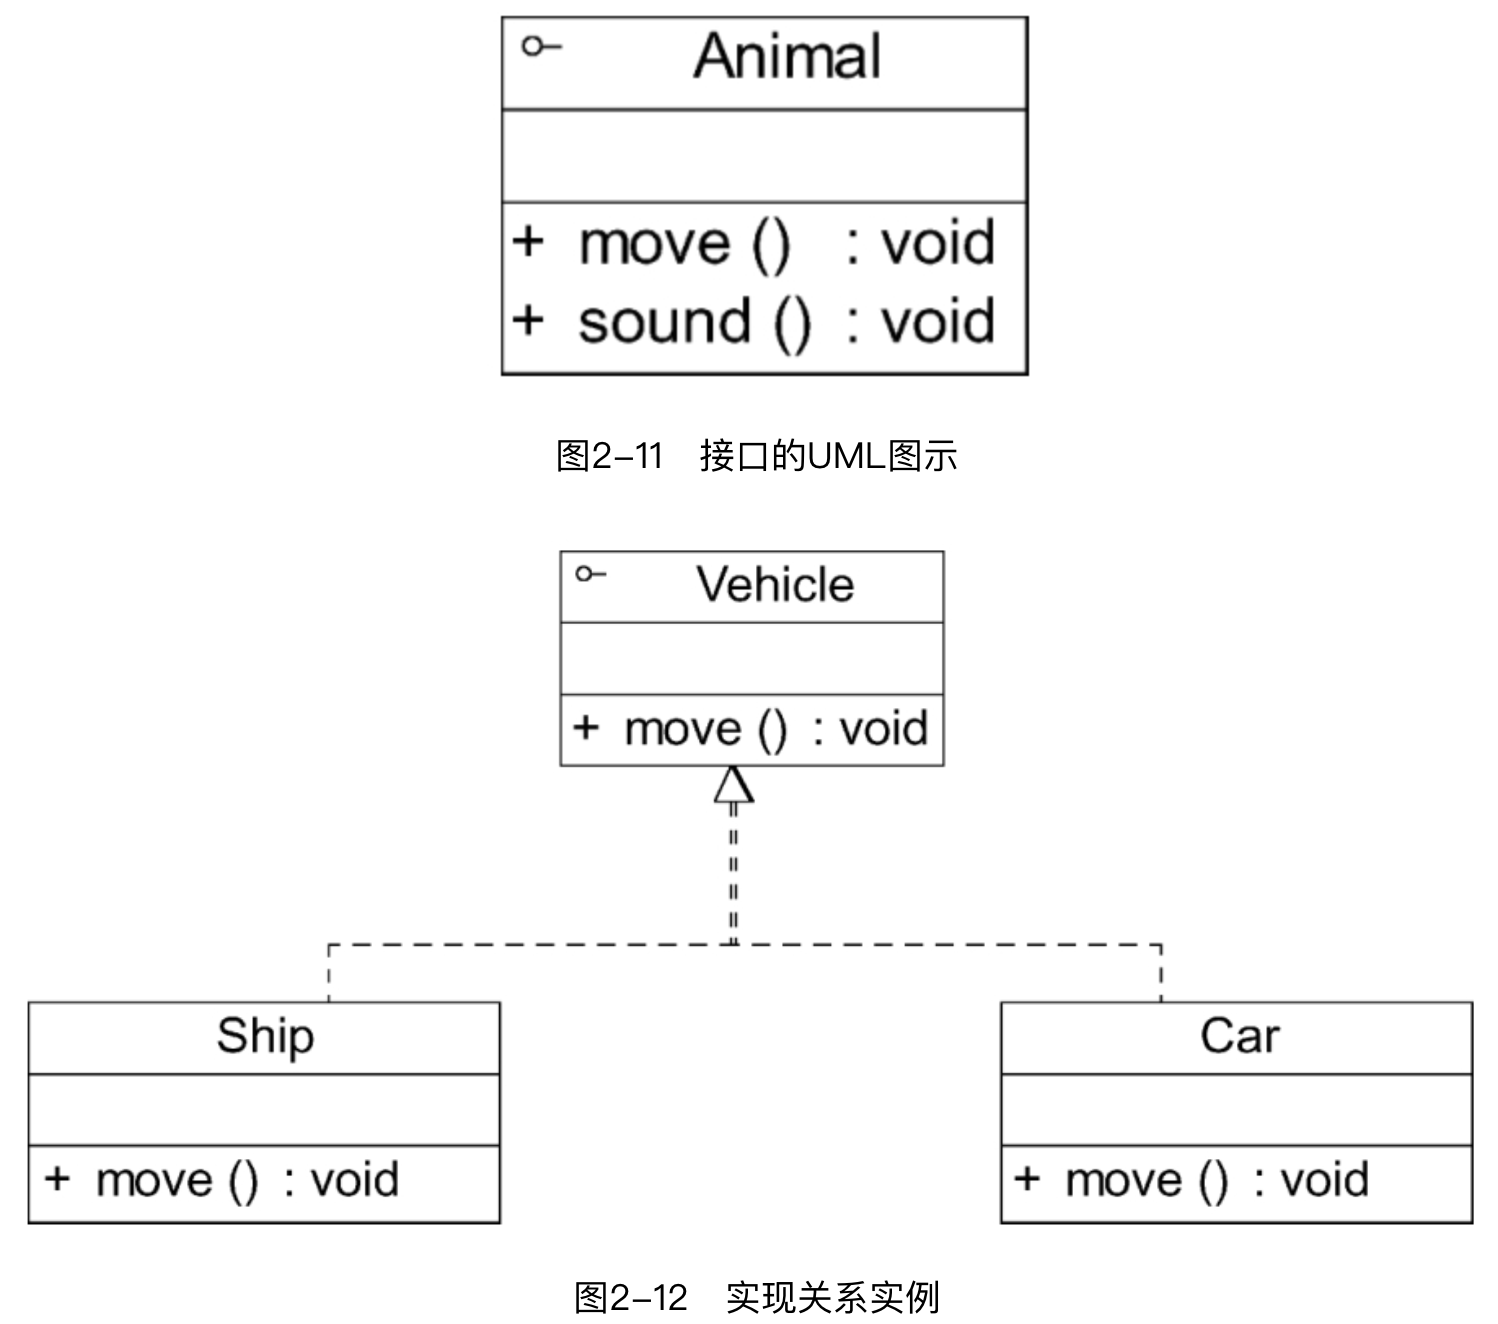 Animal
+ move () : void
+ sound () : void
图2-11 接口的UML图示
Vehicle
+ move () : void
Ship
+ move () : void
Car
+ move () : void
图2-12 实现关系实例